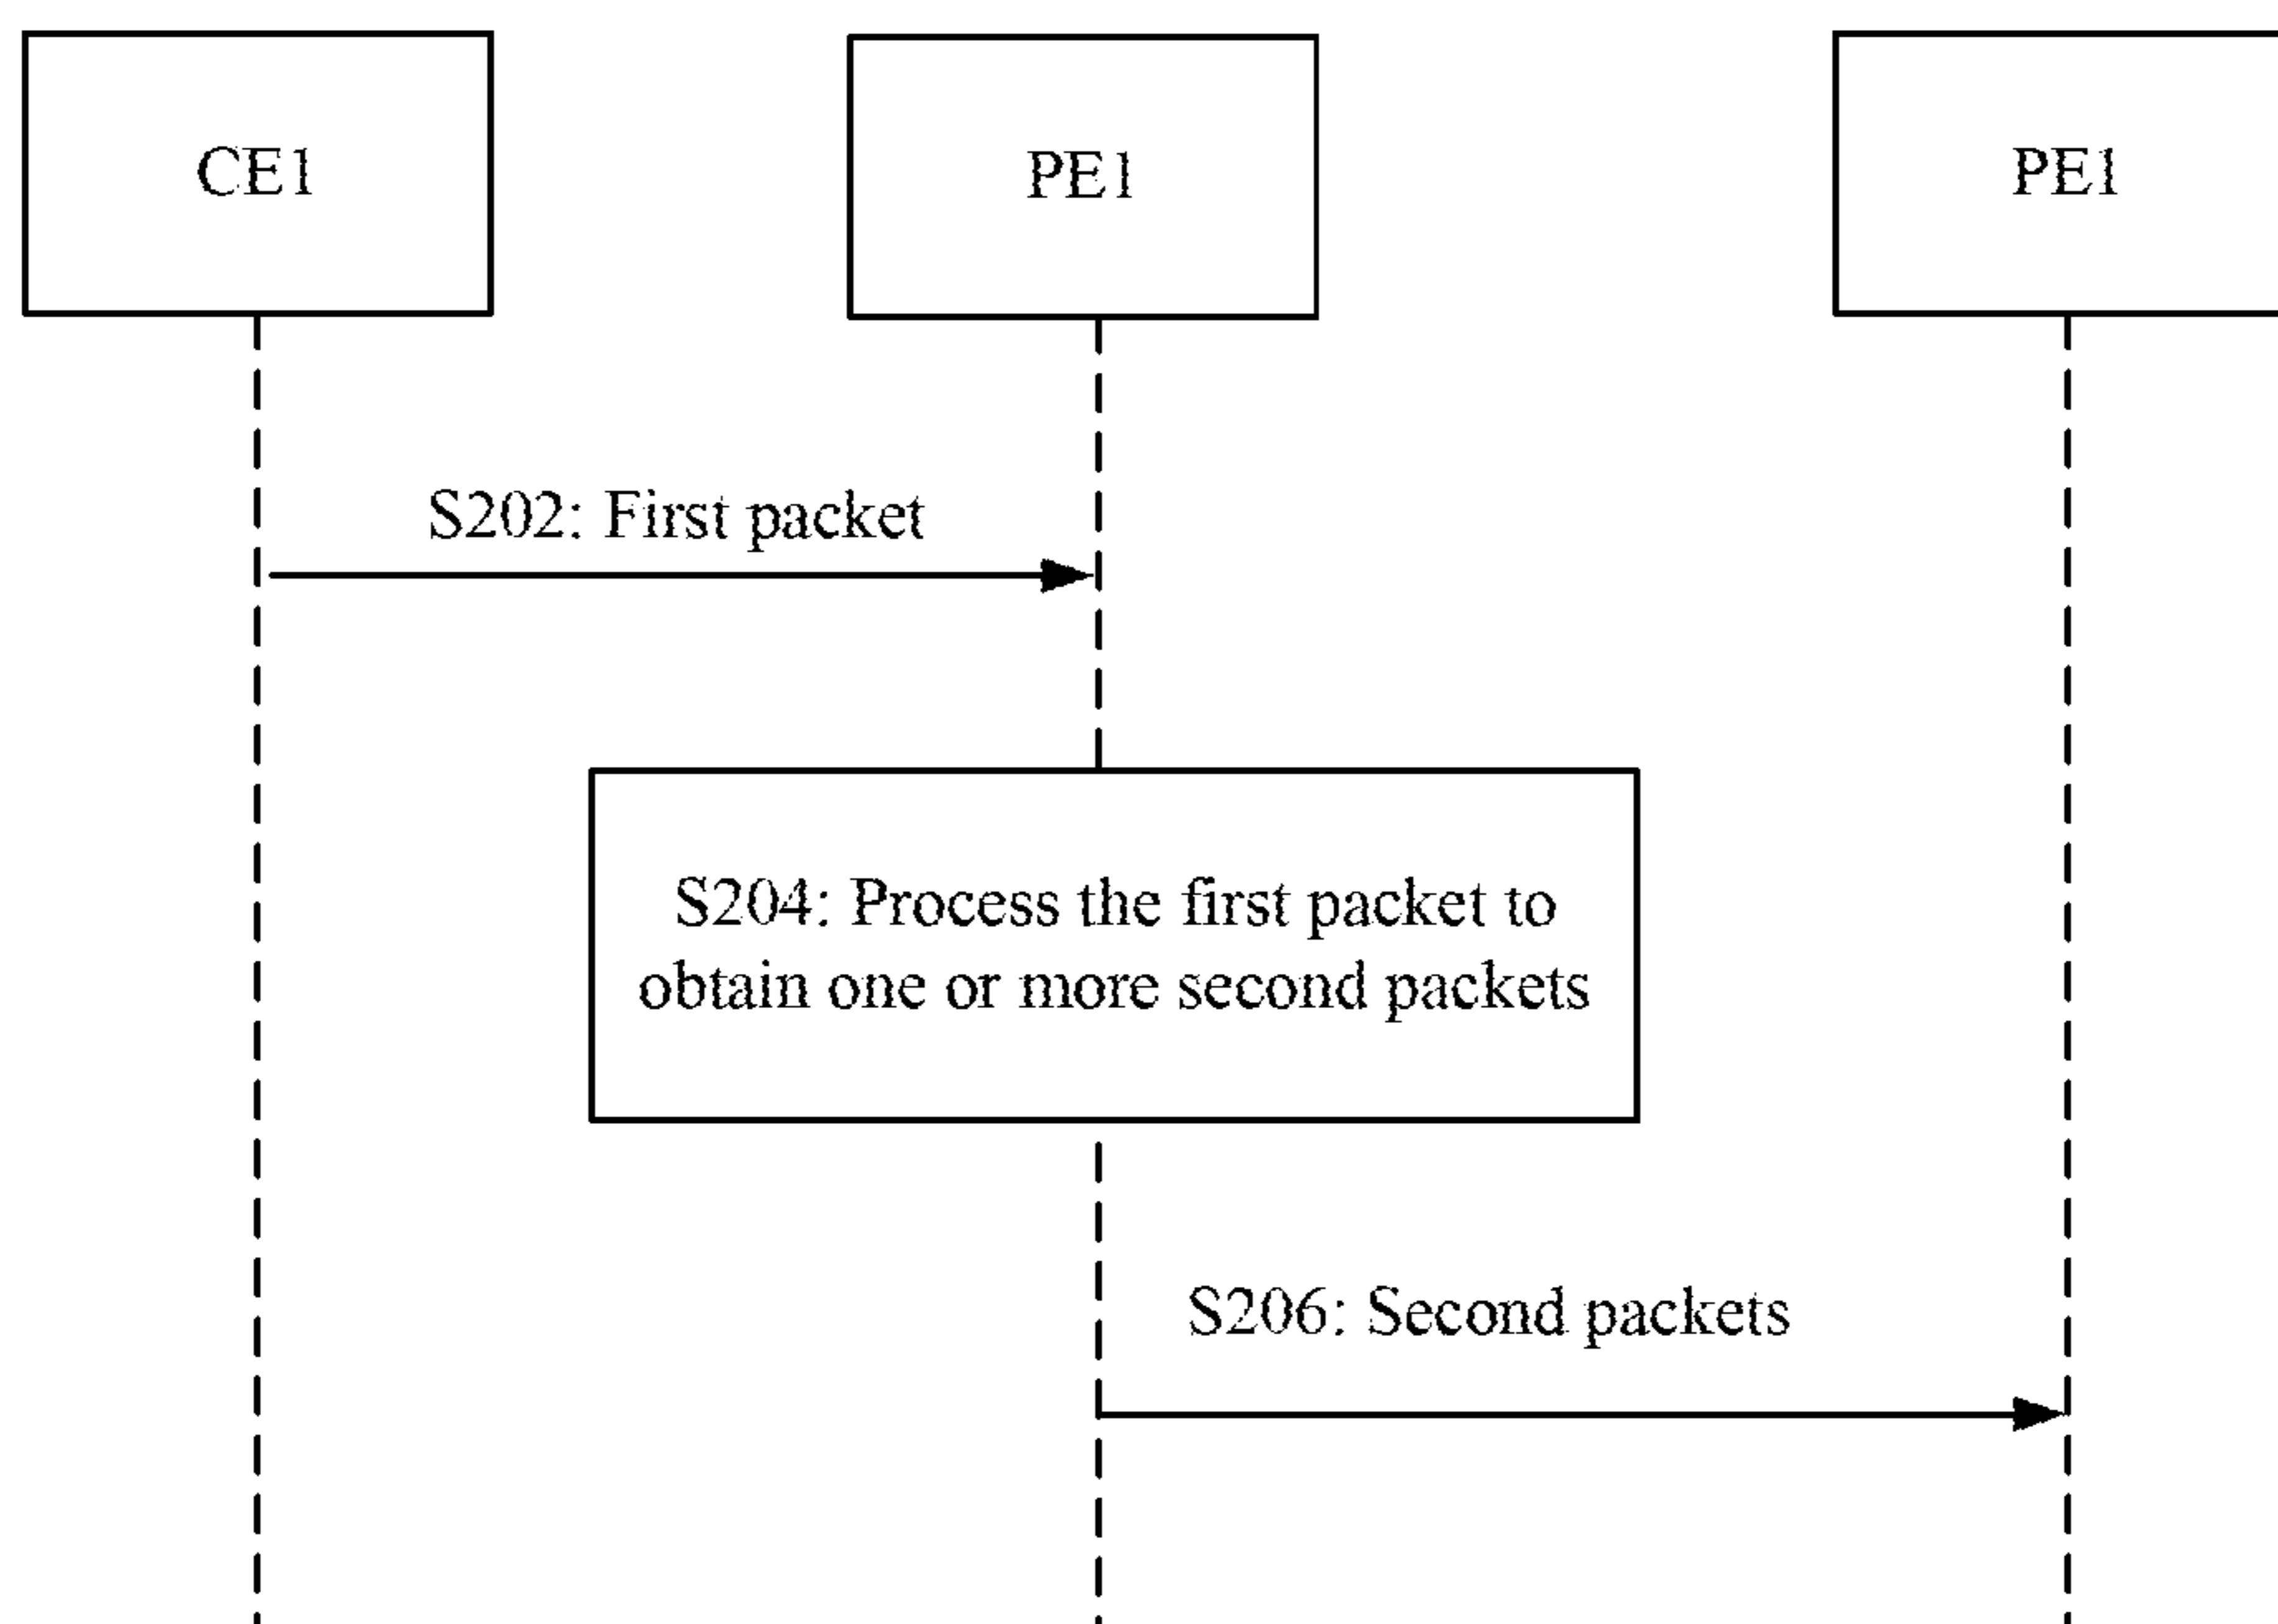 CE1
PE1
PE1
S202: First packet
S204: Process the first packet to
obtain one or more second packets
S206: Second packets